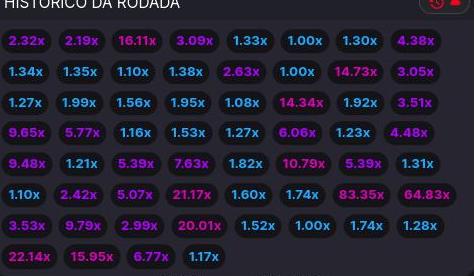 HISTÓRICO DA RODADA
2.32x 2.19x 16.11x 3.09x 1.33x 1.00x 1.30x 4.38x
1.34x 1.35x 1.10x 1.38x 2.63x 1.00x 14.73x 3.05x
1.27x 1.99x 1.56x 1.95x 1.08x 14.34x 1.92x 3.51x
9.65x 5.77x 1.16x 1.53x 1.27x 6.06x 1.23x 4.48x
9.48x 1.21x 5.39x 7.63x 1.82x 10.79x 5.39x 1.31x
1.10x 2.42x 5.07x 21.17x 1.60x 1.74x 83.35x 64.83x
3.53x 9.79x 2.99x 20.01x 1.52x 1.00x 1.74x 1.28x
22.14x 15.95x 6.77x 1.17x